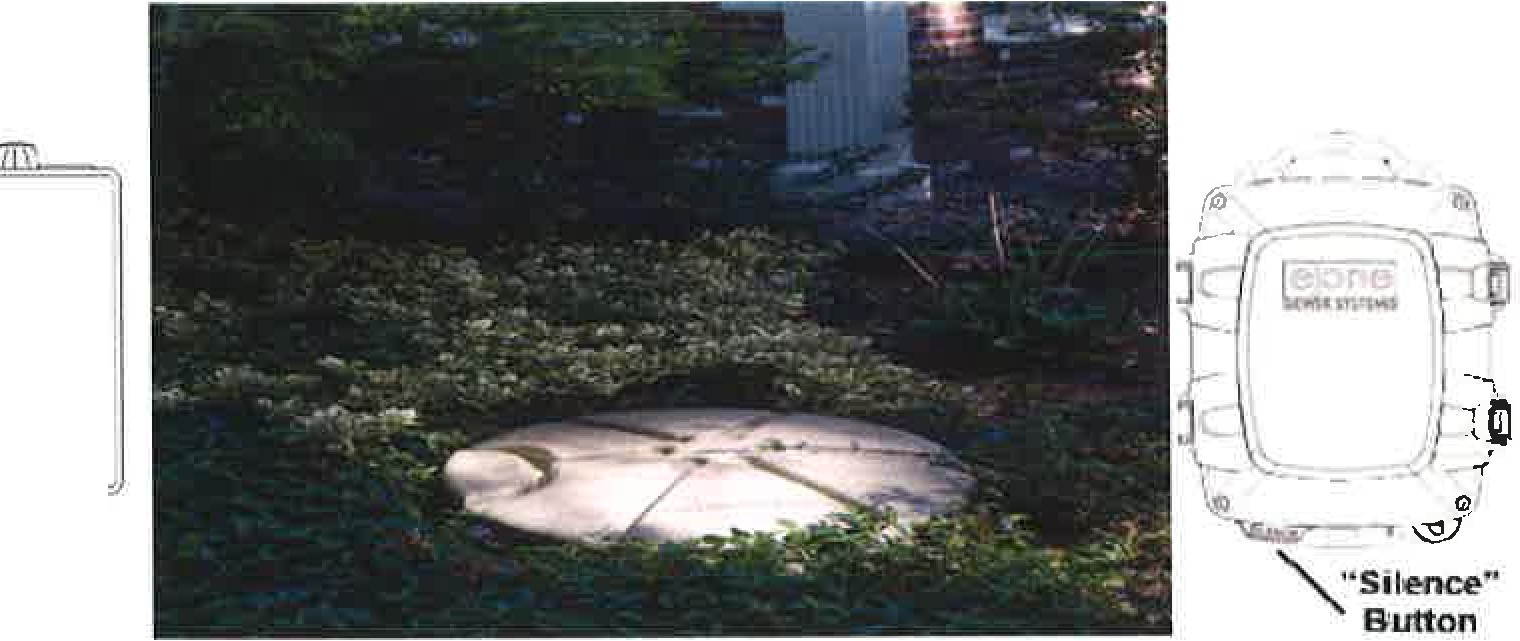 eone
SEWER SYSTEMS
"Silence"
Button